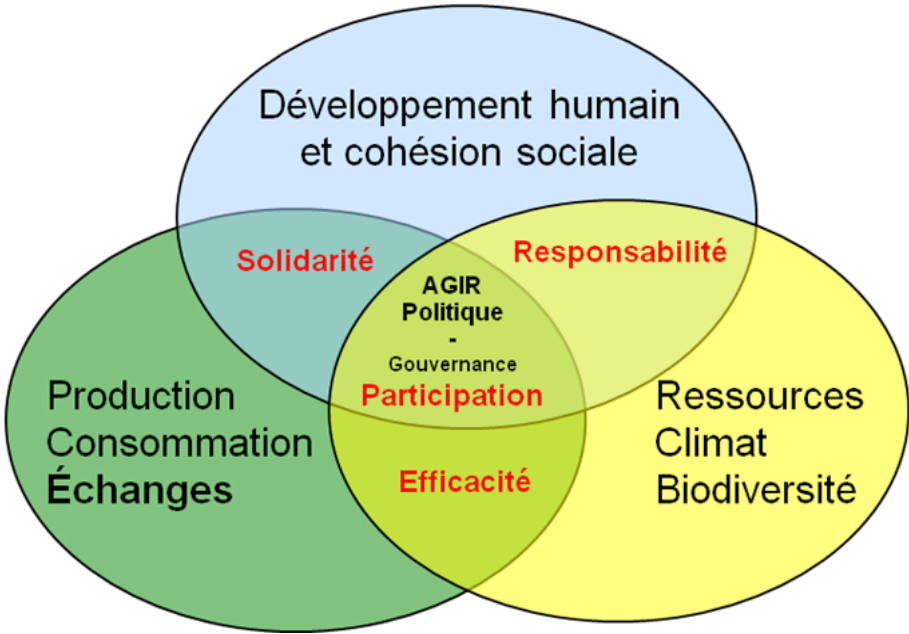 Développement humain
et cohésion sociale
Solidarité
Responsabilité
AGIR
Politique
-
Gouvernance
Participation
Production
Consommation
Échanges
Ressources
Climat
Biodiversité
Efficacité